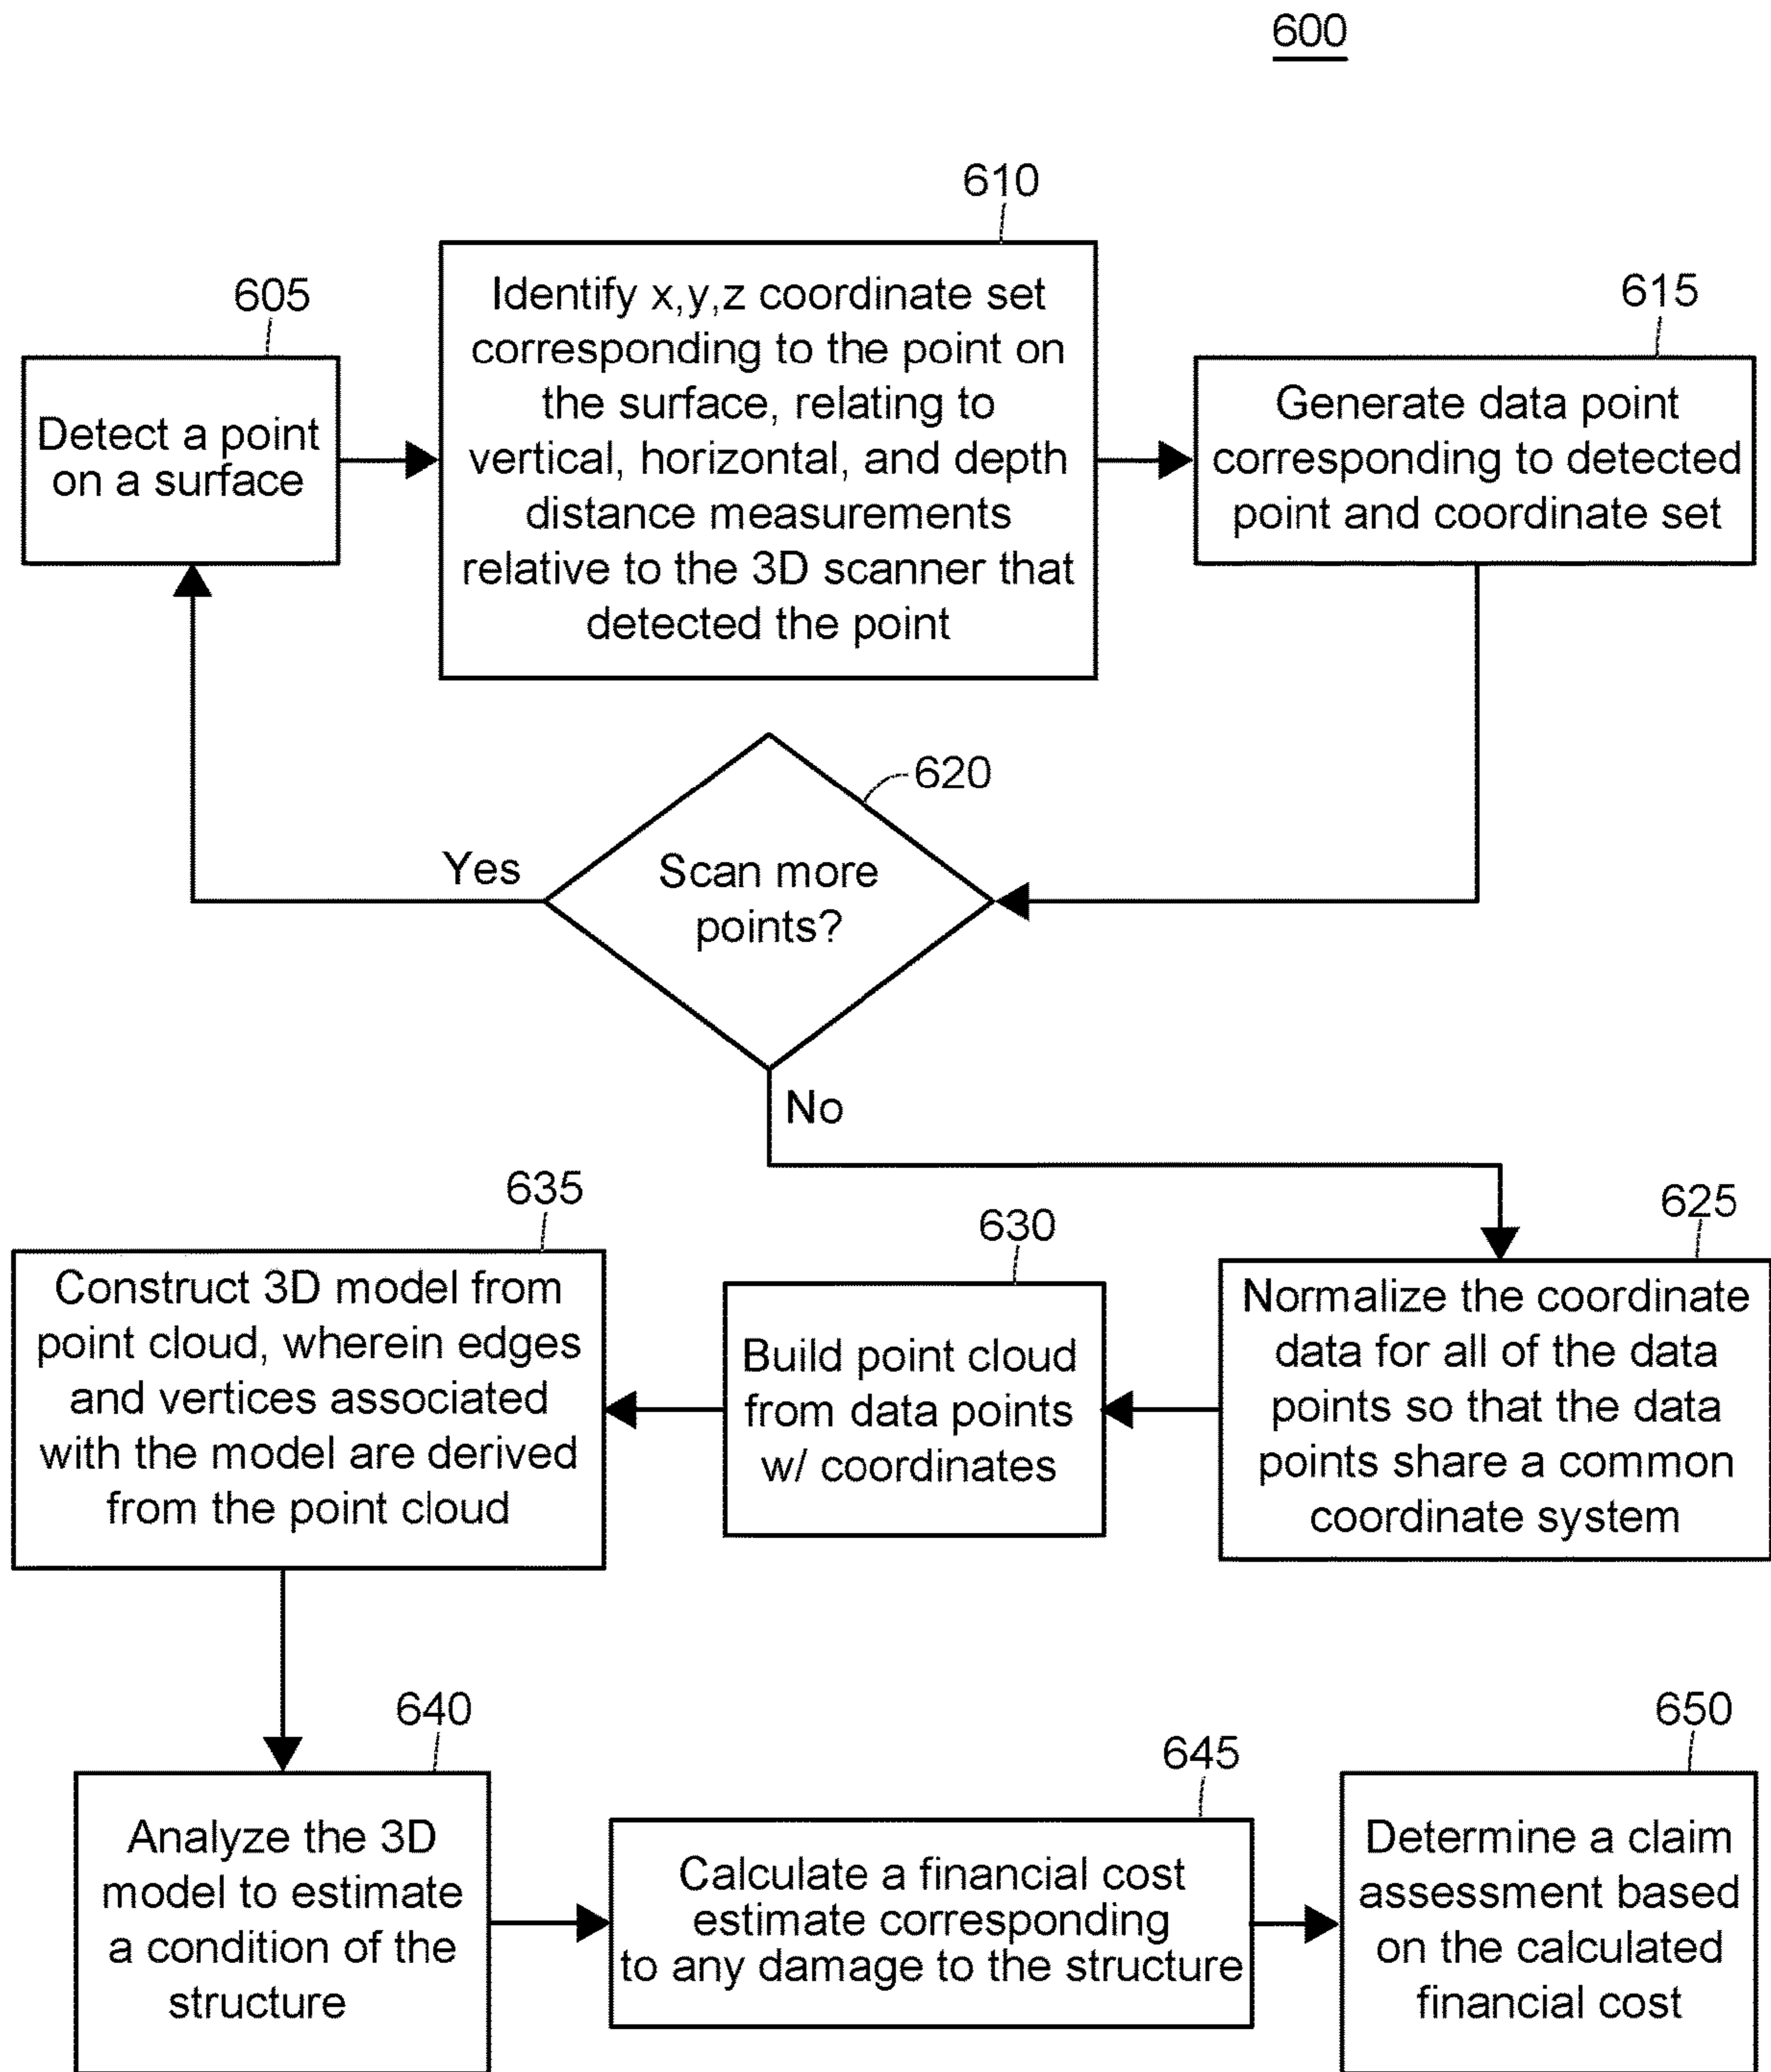 600
605
Detect a point
on a surface
610
Identify x,y,z coordinate set
corresponding to the point on
the surface, relating to
vertical, horizontal, and depth
distance measurements
relative to the 3D scanner that
detected the point
615
Generate data point
corresponding to detected
point and coordinate set
620
Scan more
points?
Yes
No
625
Normalize the coordinate
data for all of the data
points so that the data
points share a common
coordinate system
630
Build point cloud
from data points
w/ coordinates
635
Construct 3D model from
point cloud, wherein edges
and vertices associated
with the model are derived
from the point cloud
640
Analyze the 3D
model to estimate
a condition of the
structure
645
Calculate a financial cost
estimate corresponding
to any damage to the structure
650
Determine a claim
assessment based
on the calculated
financial cost